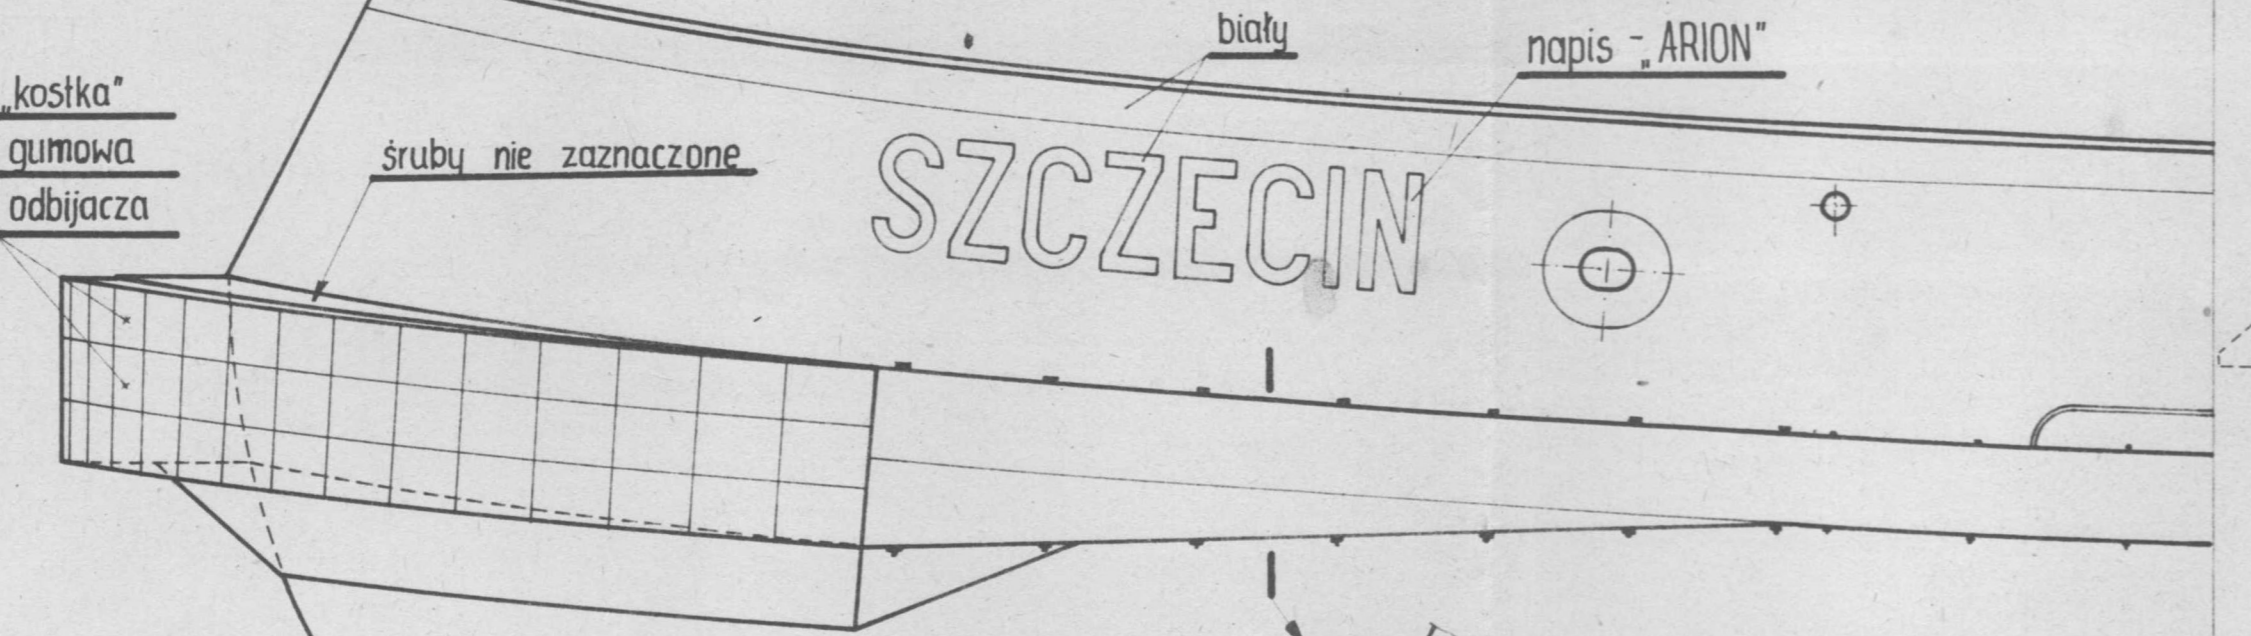 biały
napis - „ARION”
„kostka”
gumowa
odbijacza
śruby nie zaznaczone
SZCZECIN